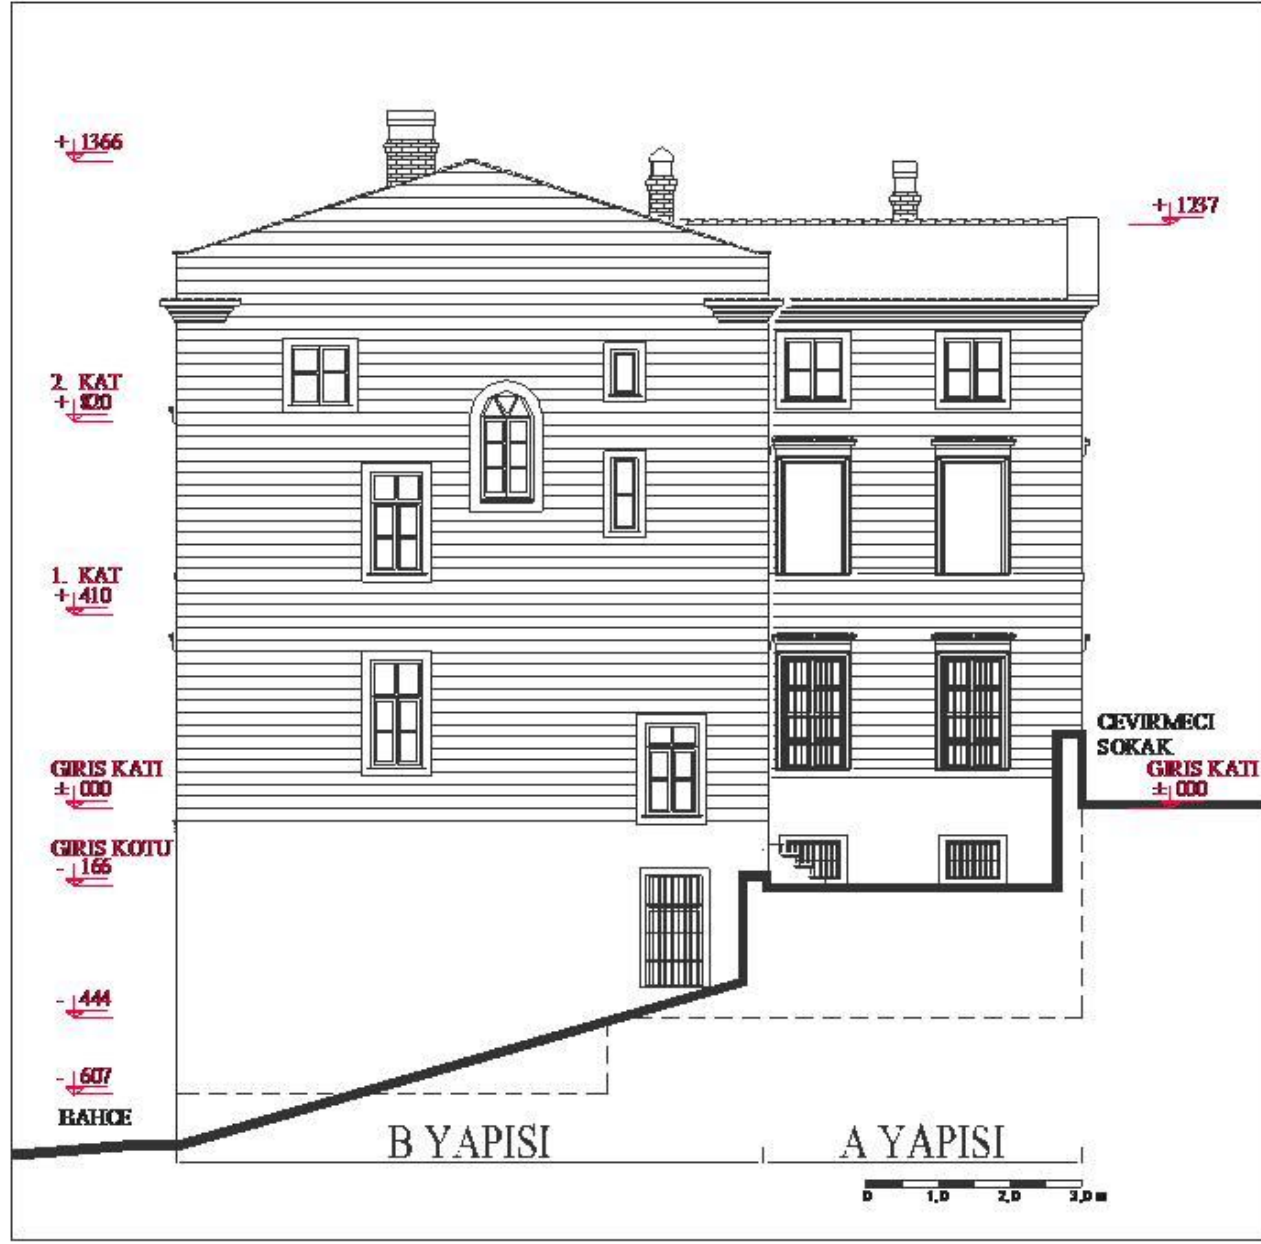 + 1366
+ 1237
2. KAT
+ 820
1. KAT
+ 410
CEVIRMECI
SOKAK
GIRIS KATI
± 000
GIRIS KATI
± 000
GIRIS KOTU
- 166
- 444
- 607
BAHCE
B YAPISI
A YAPISI
0 1,0 2,0 3,0 m